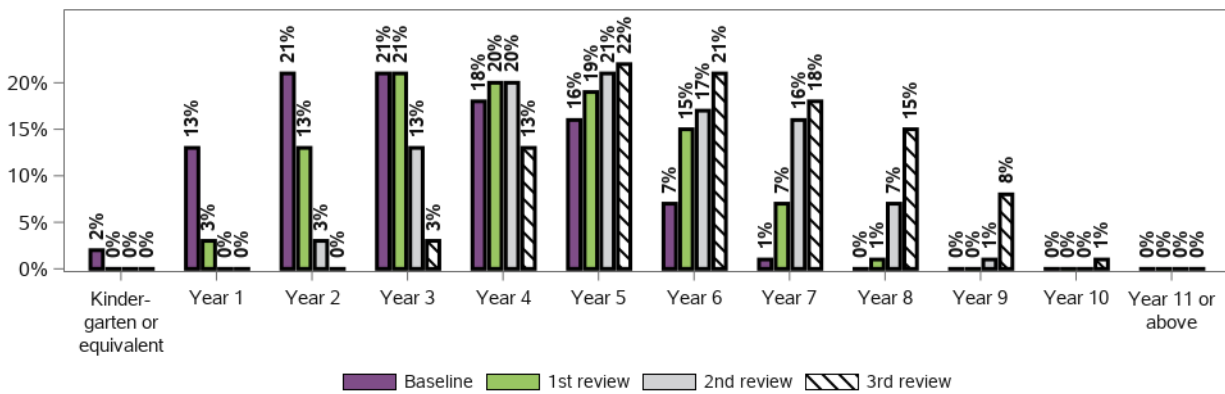 21% 21% 21% 22%
21% 21%
20% 20% 19% 18%
18% 16% 17% 16%
15% 15%
13% 13% 13% 13%
8%
7% 7% 7%
2% 3% 3% 3% 1% 1% 1% 1%
0% 0% 0% 0% 0% 0% 0% 0% 0% 0% 0% 0% 0% 0% 0% 0%
20%
15%
10%
5%
0%
Kinder-
garten or
equivalent
Year 1 Year 2 Year 3 Year 4 Year 5 Year 6 Year 7 Year 8 Year 9 Year 10 Year 11 or
above
Baseline 1st review 2nd review 3rd review